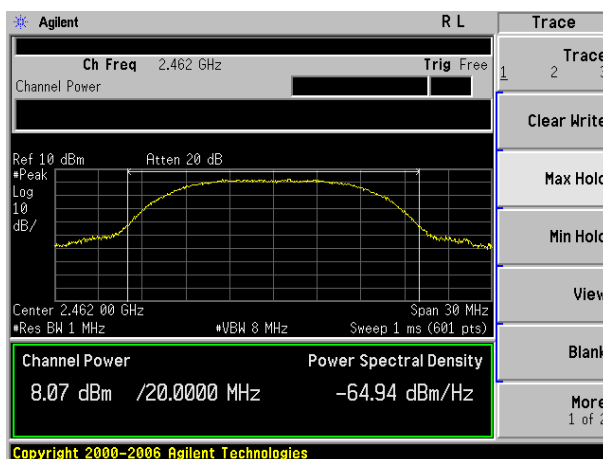 Agilent R L Trace
Ch Freq 2.462 GHz Trig Free
Channel Power
Trace
1 2 3
Clear Write
Max Hold
Min Hold
View
Blank
More
1 of 2
Ref 10 dBm Atten 20 dB
#Peak
Log
10
dB/
Center 2.462 00 GHz Span 30 MHz
#Res BW 1 MHz #VBW 8 MHz Sweep 1 ms (601 pts)
Channel Power Power Spectral Density
8.07 dBm /20.0000 MHz -64.94 dBm/Hz
Copyright 2000-2006 Agilent Technologies